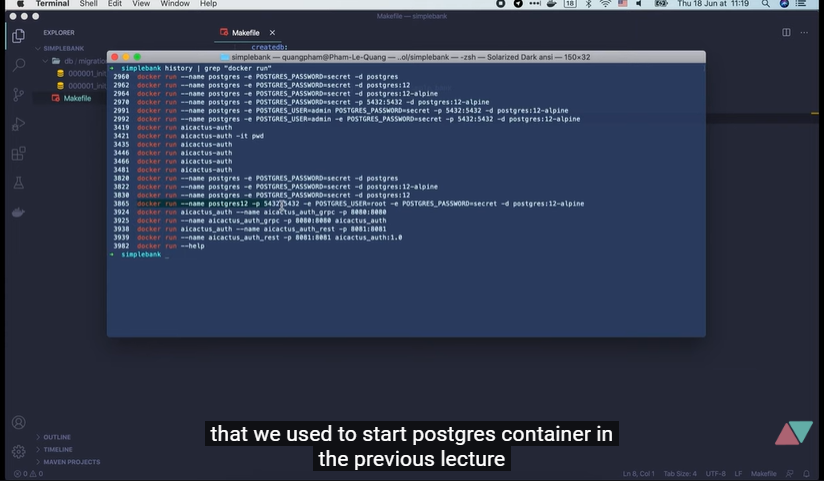 Terminal Shell Edit View Window Help
18 Thu 18 Jun at 11:19
Makefile — simplebank
EXPLORER
Makefile ×
SIMPLEBANK
createdb:
db / migration
000001_init
000001_init
Makefile
simplebank — quangpham@Pham-Le-Quang — ..ol/simplebank — -zsh — Solarized Dark ansi — 150×32
simplebank history | grep "docker run"
2960 docker run --name postgres -e POSTGRES_PASSWORD=secret -d postgres
2962 docker run --name postgres -e POSTGRES_PASSWORD=secret -d postgres:12
2964 docker run --name postgres -e POSTGRES_PASSWORD=secret -d postgres:12-alpine
2970 docker run --name postgres -e POSTGRES_PASSWORD=secret -p 5432:5432 -d postgres:12-alpine
2991 docker run --name postgres -e POSTGRES_USER=admin POSTGRES_PASSWORD=secret -p 5432:5432 -d postgres:12-alpine
2992 docker run --name postgres -e POSTGRES_USER=admin -e POSTGRES_PASSWORD=secret -p 5432:5432 -d postgres:12-alpine
3419 docker run aicactus-auth
3421 docker run aicactus-auth -it pwd
3435 docker run aicactus-auth
3446 docker run aicactus-auth
3466 docker run aicactus-auth
3481 docker run aicactus-auth
3820 docker run --name postgres -e POSTGRES_PASSWORD=secret -d postgres
3822 docker run --name postgres -e POSTGRES_PASSWORD=secret -d postgres:12-alpine
3830 docker run --name postgres -e POSTGRES_PASSWORD=secret -d postgres:12
3865 docker run --name postgres12 -p 5432:5432 -e POSTGRES_USER=root -e POSTGRES_PASSWORD=secret -d postgres:12-alpine
3924 docker run aicactus_auth --name aicactus_auth_grpc -p 8080:8080
3925 docker run --name aicactus_auth_grpc -p 8080:8080 aicactus_auth
3938 docker run aicactus_auth --name aicactus_auth_rest -p 8081:8081
3939 docker run --name aicactus_auth_rest -p 8081:8081 aicactus_auth:1.0
3982 docker run --help
simplebank _
that we used to start postgres container in
the previous lecture
OUTLINE
TIMELINE
MAVEN PROJECTS
0 0
Ln 6, Col 1 Tab Size: 4 UTF-8 LF Makefile